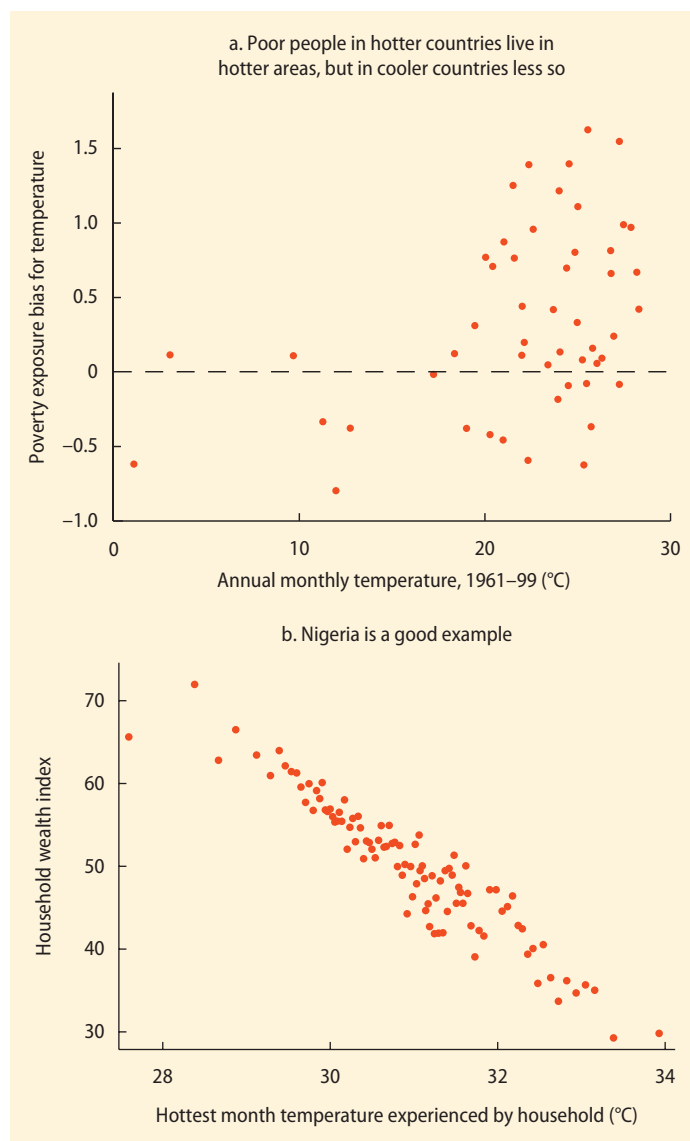 a. Poor people in hotter countries live in
hotter areas, but in cooler countries less so
Poverty exposure bias for temperature
1.5
1.0
0.5
0
–0.5
–1.0
0 10 20 30
Annual monthly temperature, 1961–99 (°C)
b. Nigeria is a good example
Household wealth index
70
60
50
40
30
28 30 32 34
Hottest month temperature experienced by household (°C)